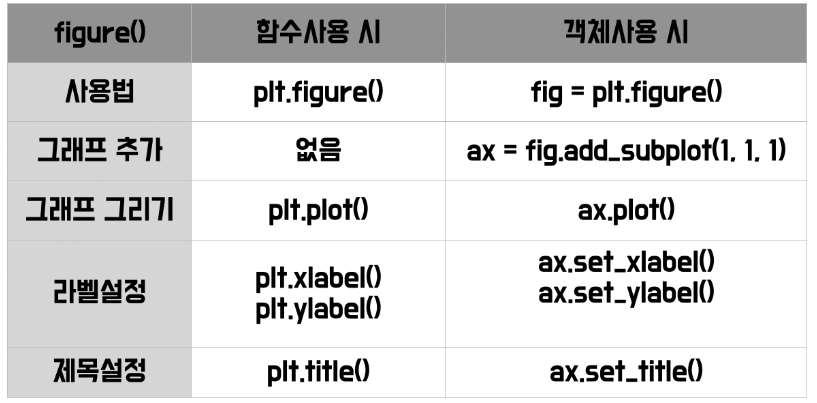 figure() 함수사용 시 객체사용 시
사용법 plt.figure() fig = plt.figure()
그래프 추가 없음 ax = fig.add_subplot(1, 1, 1)
그래프 그리기 plt.plot() ax.plot()
라벨설정
plt.xlabel()
plt.ylabel()
ax.set_xlabel()
ax.set_ylabel()
제목설정 plt.title() ax.set_title()